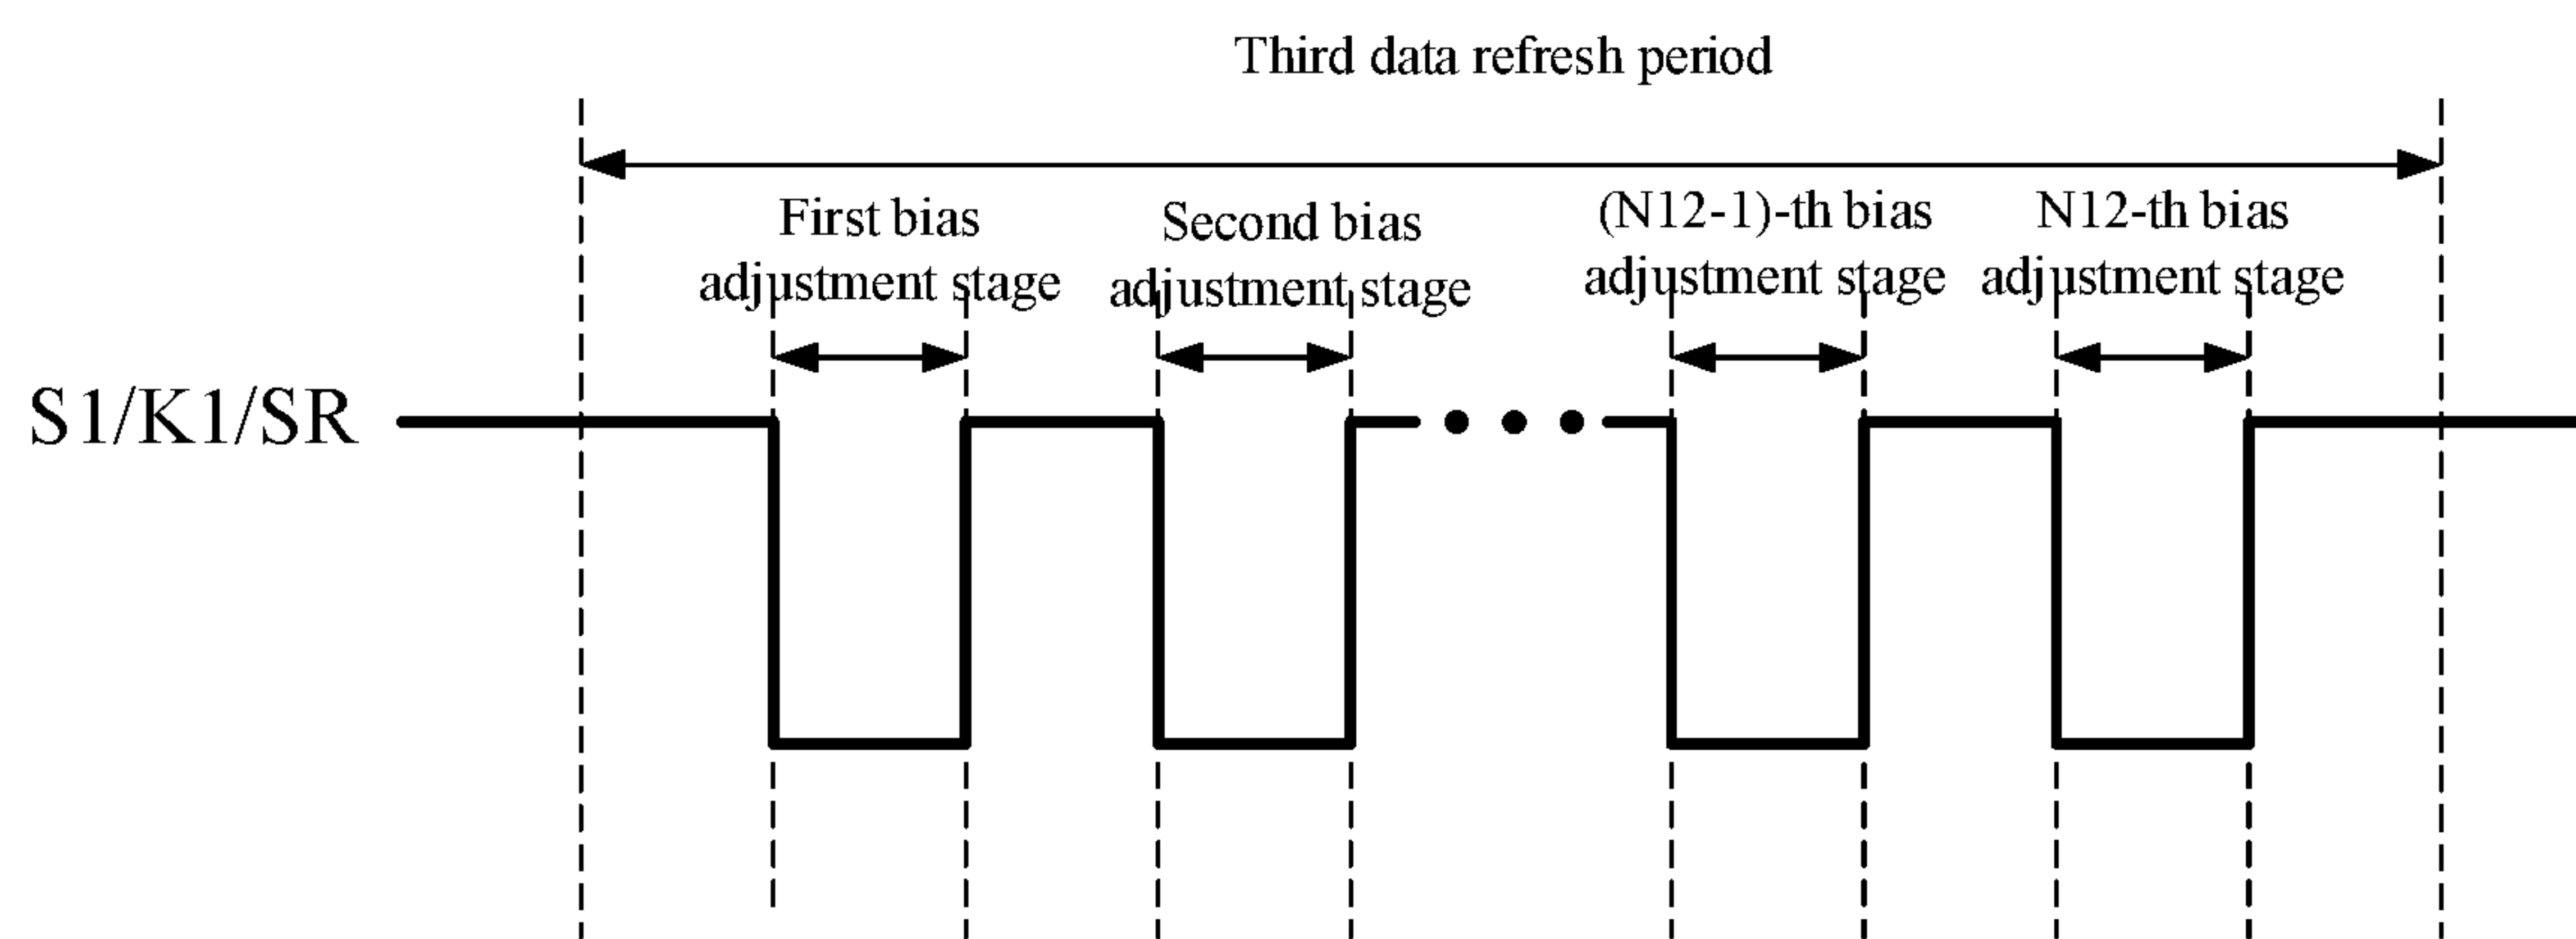 Third data refresh period
First bias
adjustment stage
Second bias
adjustment stage
(N12-1)-th bias
adjustment stage
N12-th bias
adjustment stage
S1/K1/SR